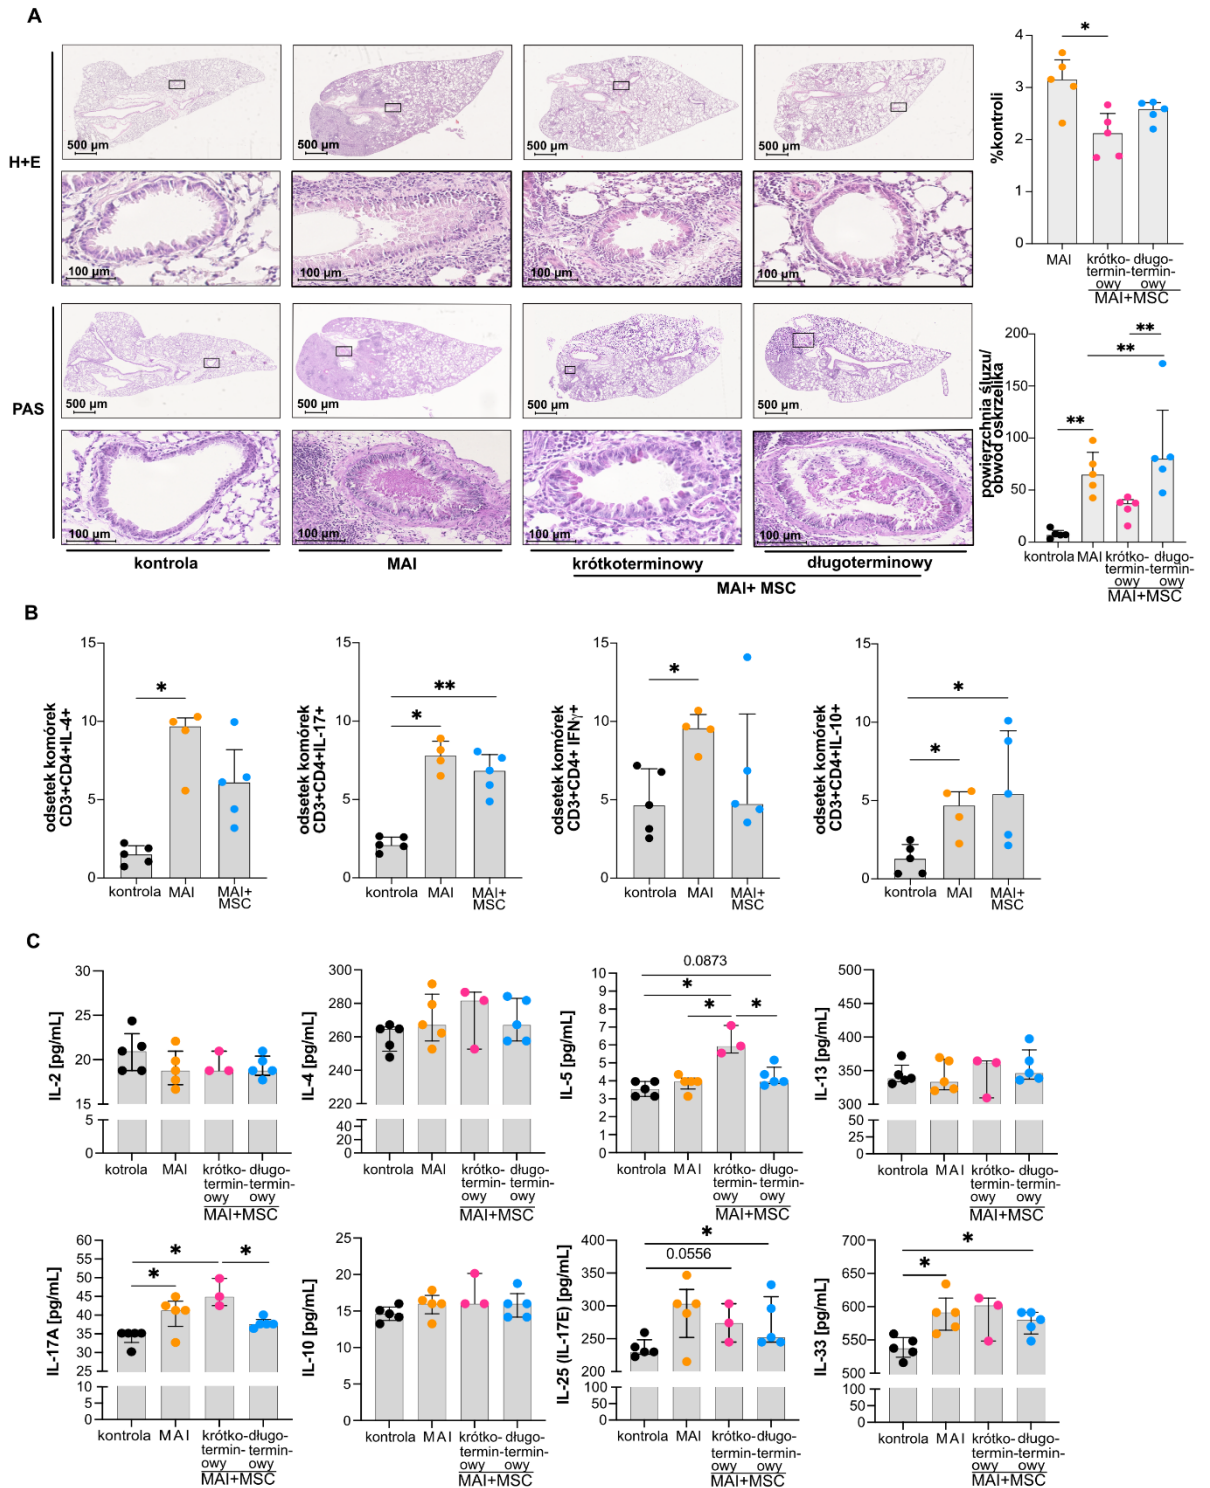 A
H+E
500 µm
500 µm
500 µm
500 µm
100 µm
100 µm
100 µm
100 µm
PAS
500 µm
500 µm
500 µm
500 µm
100 µm
100 µm
100 µm
100 µm
kontrola
MAI
krótkoterminowy
długoterminowy
MAI+ MSC
%kontroli
4
3
2
1
0
*
MAI
krótko-
termin-
owy
długo-
termin-
owy
MAI+MSC
powierzchnia śluzu/
obwód oskrzelika
200
150
100
50
0
**
**
**
kontrola
MAI
krótko-
termin-
owy
długo-
termin-
owy
MAI+MSC
B
odsetek komórek
CD3+CD4+IL-4+
15
10
5
0
*
kontrola
MAI
MAI+
MSC
odsetek komórek
CD3+CD4+IL-17+
15
10
5
0
**
*
kontrola
MAI
MAI+
MSC
odsetek komórek
CD3+CD4+ IFNγ+
15
10
5
0
*
kontrola
MAI
MAI+
MSC
odsetek komórek
CD3+CD4+IL-10+
15
10
5
0
*
*
kontrola
MAI
MAI+
MSC
C
IL-2 [pg/mL]
30
25
20
15
5
0
kotrola
MAI
krótko-
termin-
owy
długo-
termin-
owy
MAI+MSC
IL-4 [pg/mL]
300
280
260
240
220
40
20
0
kontrola
MAI
krótko-
termin-
owy
długo-
termin-
owy
MAI+MSC
IL-5 [pg/mL]
10
9
8
7
6
5
4
3
2
1
0
0.0873
*
*
*
kontrola
MAI
krótko-
termin-
owy
długo-
termin-
owy
MAI+MSC
IL-13 [pg/mL]
500
450
400
350
300
50
25
0
kontrola
MAI
krótko-
termin-
owy
długo-
termin-
owy
MAI+MSC
IL-17A [pg/mL]
60
55
50
45
40
35
30
25
10
5
0
*
*
*
kontrola
MAI
krótko-
termin-
owy
długo-
termin-
owy
MAI+MSC
IL-10 [pg/mL]
25
20
15
10
5
0
kontrola
MAI
krótko-
termin-
owy
długo-
termin-
owy
MAI+MSC
IL-25 (IL-17E) [pg/mL]
400
350
300
250
200
100
50
0
*
0.0556
kontrola
MAI
krótko-
termin-
owy
długo-
termin-
owy
MAI+MSC
IL-33 [pg/mL]
700
650
600
550
500
100
50
0
*
*
kontrola
MAI
krótko-
termin-
owy
długo-
termin-
owy
MAI+MSC